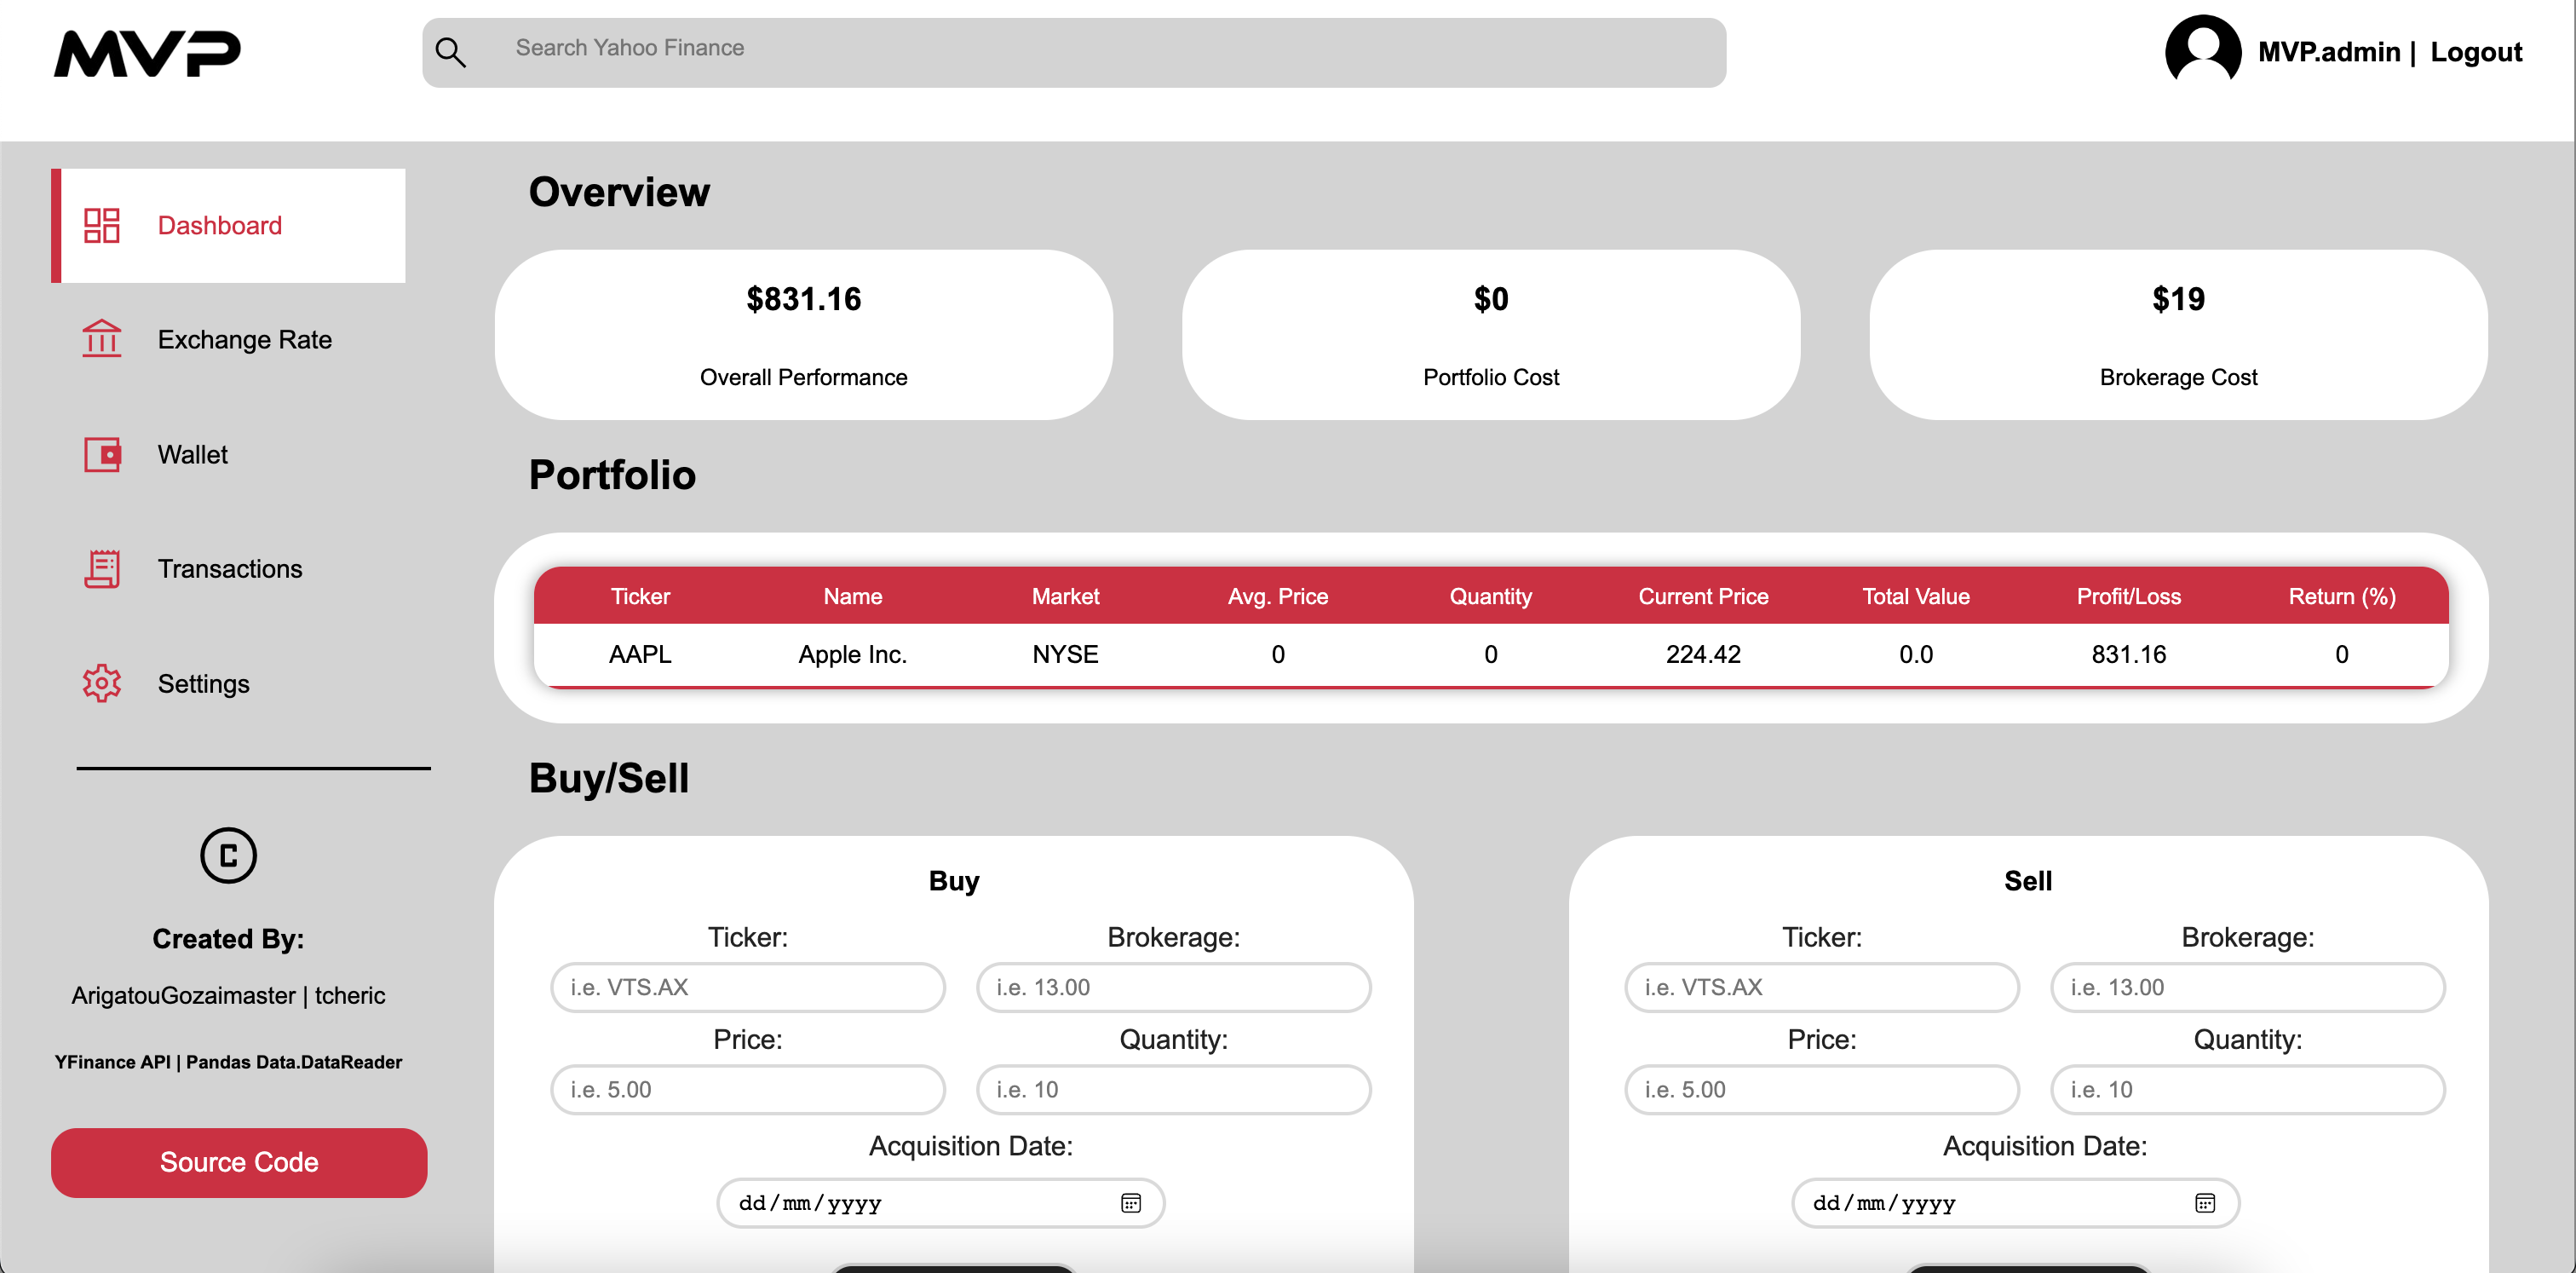 MVP
Search Yahoo Finance
MVP.admin | Logout
Dashboard
Exchange Rate
Wallet
Transactions
Settings
C
Created By:
ArigatouGozaimaster | tcheric
YFinance API | Pandas Data.DataReader
Source Code
Overview
$831.16
Overall Performance
$0
Portfolio Cost
$19
Brokerage Cost
Portfolio
Ticker Name Market Avg. Price Quantity Current Price Total Value Profit/Loss Return (%)
AAPL Apple Inc. NYSE 0 0 224.42 0.0 831.16 0
Buy/Sell
Buy
Ticker: Brokerage:
i.e. VTS.AX i.e. 13.00
Price: Quantity:
i.e. 5.00 i.e. 10
Acquisition Date:
dd/mm/yyyy
Sell
Ticker: Brokerage:
i.e. VTS.AX i.e. 13.00
Price: Quantity:
i.e. 5.00 i.e. 10
Acquisition Date:
dd/mm/yyyy